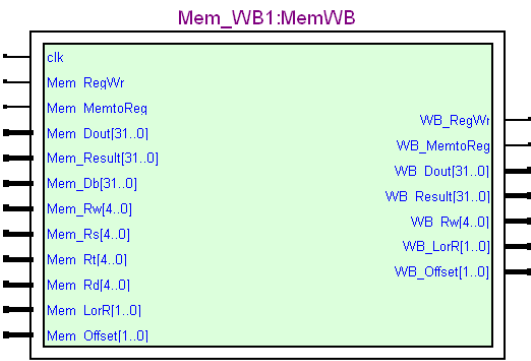 Mem_WB1:MemWB
clk
Mem_RegWr
Mem_MemtoReg
Mem_Dout[31..0]
Mem_Result[31..0]
Mem_Db[31..0]
Mem_Rw[4..0]
Mem_Rs[4..0]
Mem_Rt[4..0]
Mem_Rd[4..0]
Mem_LorR[1..0]
Mem_Offset[1..0]
WB_RegWr
WB_MemtoReg
WB_Dout[31..0]
WB_Result[31..0]
WB_Rw[4..0]
WB_LorR[1..0]
WB_Offset[1..0]